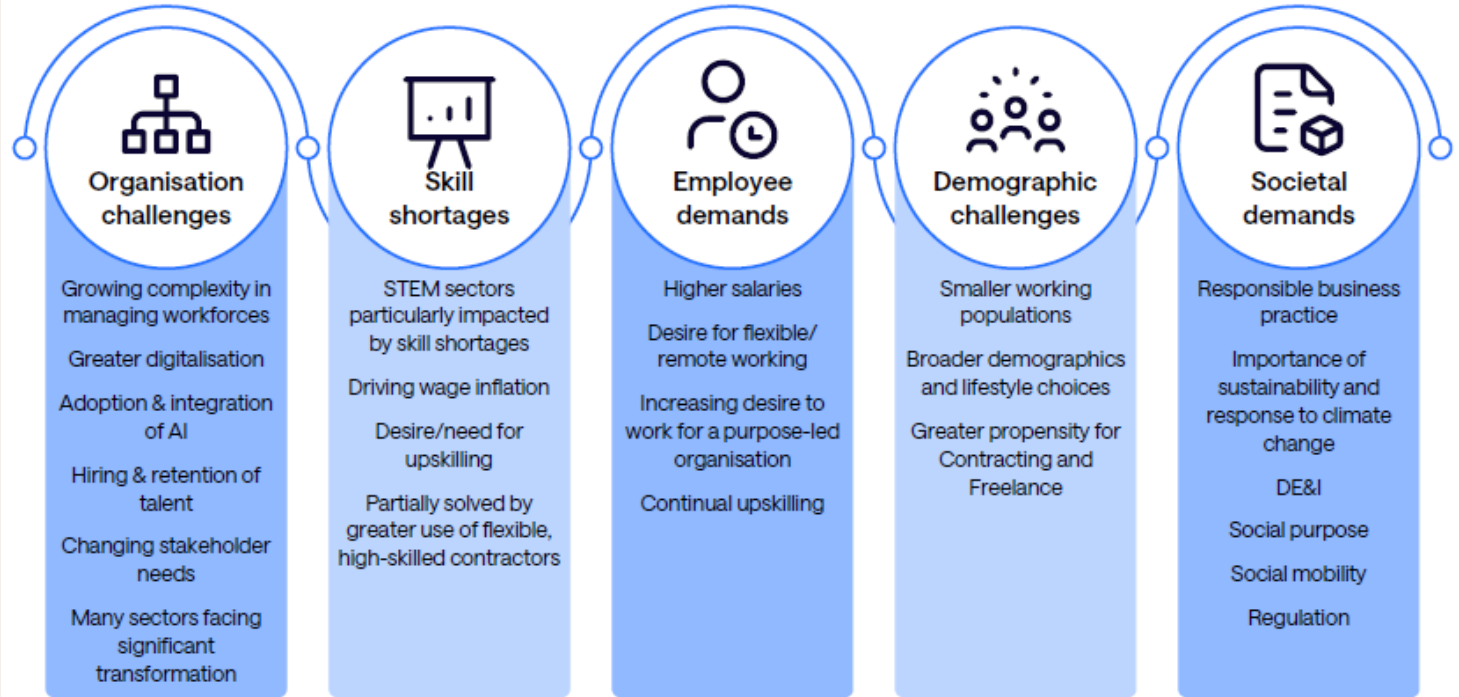 Organisation
challenges
Growing complexity in
managing workforces
Greater digitalisation
Adoption & integration
of AI
Hiring & retention of
talent
Changing stakeholder
needs
Many sectors facing
significant
transformation
Skill
shortages
STEM sectors
particularly impacted
by skill shortages
Driving wage inflation
Desire/need for
upskilling
Partially solved by
greater use of flexible,
high-skilled contractors
Employee
demands
Higher salaries
Desire for flexible/
remote working
Increasing desire to
work for a purpose-led
organisation
Continual upskilling
Demographic
challenges
Smaller working
populations
Broader demographics
and lifestyle choices
Greater propensity for
Contracting and
Freelance
Societal
demands
Responsible business
practice
Importance of
sustainability and
response to climate
change
DE&I
Social purpose
Social mobility
Regulation